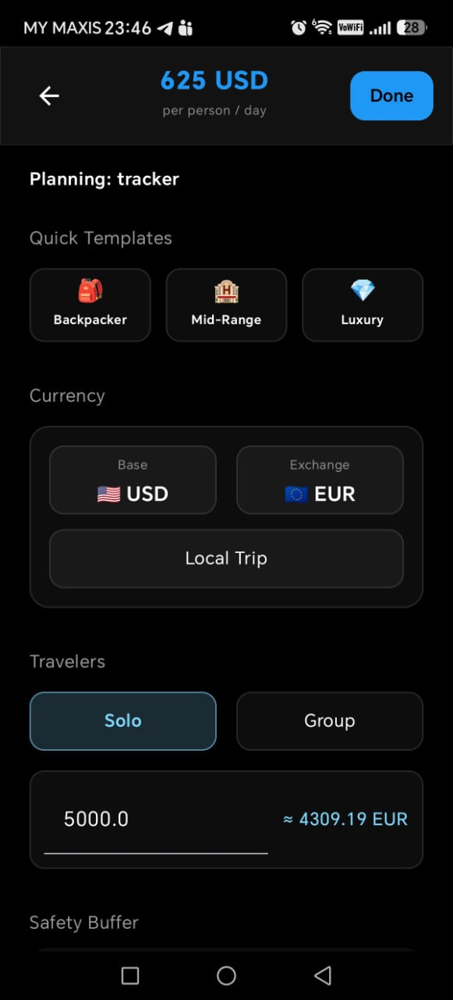 MY MAXIS 23:46 6 VoWiFi 28
625 USD
per person / day
Done
Planning: tracker
Quick Templates
Backpacker
H
Mid-Range
Luxury
Currency
Base
USD
Exchange
EUR
Local Trip
Travelers
Solo
Group
5000.0
≈ 4309.19 EUR
Safety Buffer